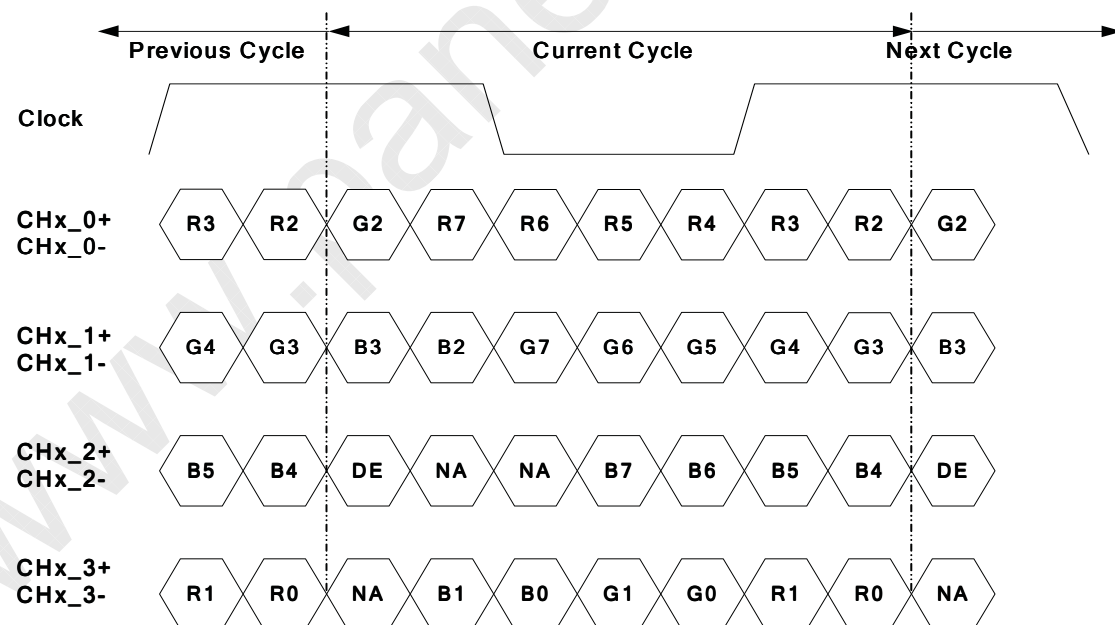 Previous Cycle Current Cycle Next Cycle
Clock
CHx_0+ R3 R2 G2 R7 R6 R5 R4 R3 R2 G2
CHx_0-
CHx_1+ G4 G3 B3 B2 G7 G6 G5 G4 G3 B3
CHx_1-
CHx_2+ B5 B4 DE NA NA B7 B6 B5 B4 DE
CHx_2-
CHx_3+ R1 R0 NA B1 B0 G1 G0 R1 R0 NA
CHx_3-